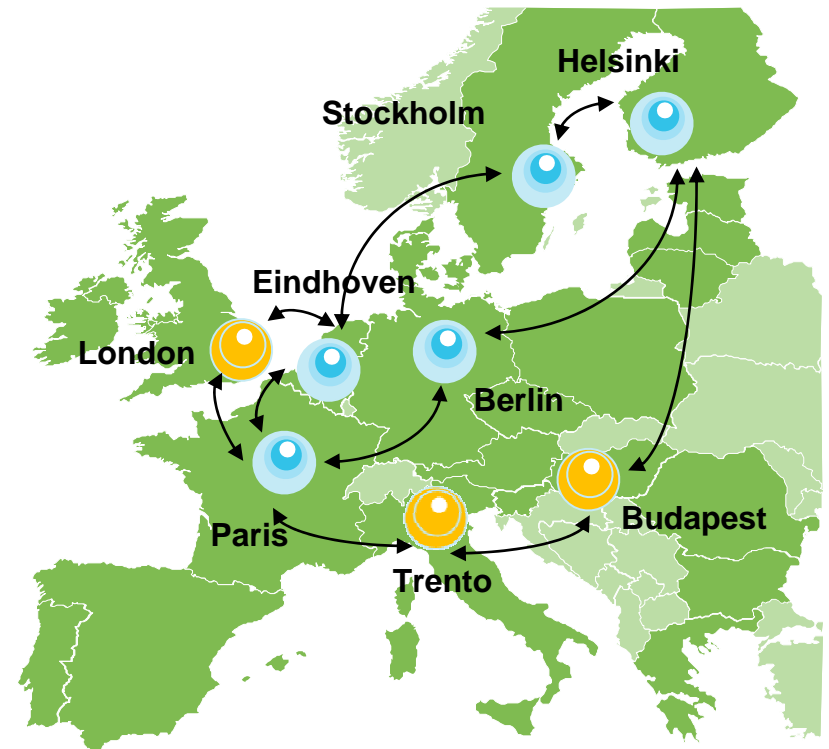 Helsinki
Stockholm
Eindhoven
London
Berlin
Paris
Budapest
Trento